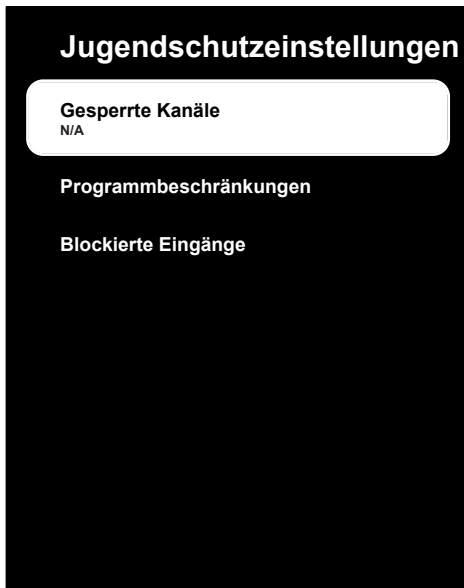 Jugendschutzeinstellungen
Gesperrte Kanäle
N/A
Programmbeschränkungen
Blockierte Eingänge